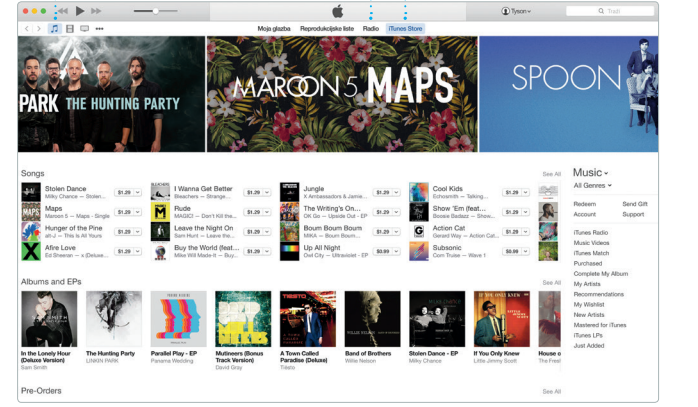 Tyson
Traži
Moja glazba Reprodukcijske liste Radio iTunes Store
PARK THE HUNTING PARTY
MAROON 5 MAPS
SPOON
Songs
See All
Stolen Dance
Milky Chance — Stolen...
$1.29
I Wanna Get Better
Bleachers — Strange...
$1.29
Jungle
X Ambassadors & Jamie...
$1.29
Cool Kids
Echosmith — Talking...
$1.29
MAPS
Maps
Maroon 5 — Maps - Single
$1.29
Rude
MAGIC! — Don't Kill the...
$1.29
The Writing's On...
OK Go — Upside Out - EP
$1.29
Show 'Em (feat...
Boosie Badazz — Show...
$1.29
Hunger of the Pine
alt-J — This Is All Yours
$1.29
Leave the Night On
Sam Hunt — Leave the...
$1.29
Boum Boum Boum
MIKA — Boum Boum...
$1.29
Action Cat
Gerard Way — Action Cat...
$1.29
Afire Love
Ed Sheeran — x (Deluxe...
$1.29
Buy the World (feat...
Mike Will Made-It — Buy...
$1.29
Up All Night
Owl City — Ultraviolet - EP
$0.99
Subsonic
Com Truise — Wave 1
$0.99
Music
All Genres
Redeem Send Gift
Account Support
iTunes Radio
Music Videos
iTunes Match
Purchased
Complete My Album
My Artists
Recommendations
My Wishlist
New Artists
Mastered for iTunes
iTunes LPs
Just Added
Albums and EPs
See All
TIËSTO
IF YOU ONLY KNEW
In the Lonely Hour
(Deluxe Version)
Sam Smith
The Hunting Party
LINKIN PARK
Parallel Play - EP
Panama Wedding
Mutineers (Bonus
Track Version)
David Gray
A Town Called
Paradise (Deluxe)
Tiësto
Band of Brothers
Willie Nelson
Stolen Dance - EP
Milky Chance
If You Only Knew
Little Jimmy Scott
House o
The Fresh
Pre-Orders
See All